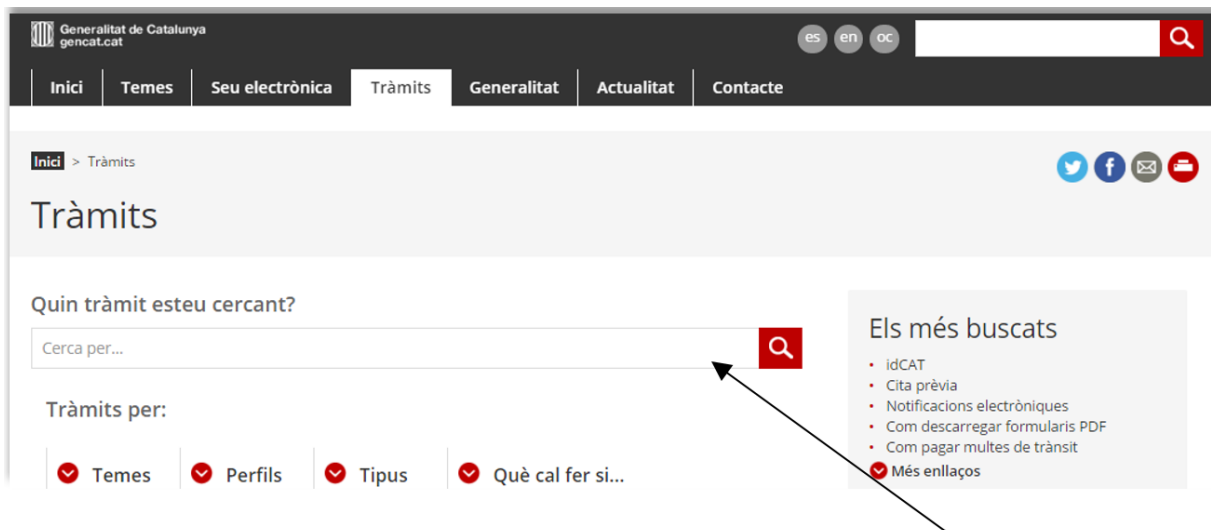 Generalitat de Catalunya
gencat.cat
es en oc
Inici Temes Seu electrònica Tràmits Generalitat Actualitat Contacte
Inici > Tràmits
Tràmits
Quin tràmit esteu cercant?
Cerca per...
Tràmits per:
Temes Perfils Tipus Què cal fer si...
Els més buscats
• idCAT
• Cita prèvia
• Notificacions electròniques
• Com descarregar formularis PDF
• Com pagar multes de trànsit
Més enllaços